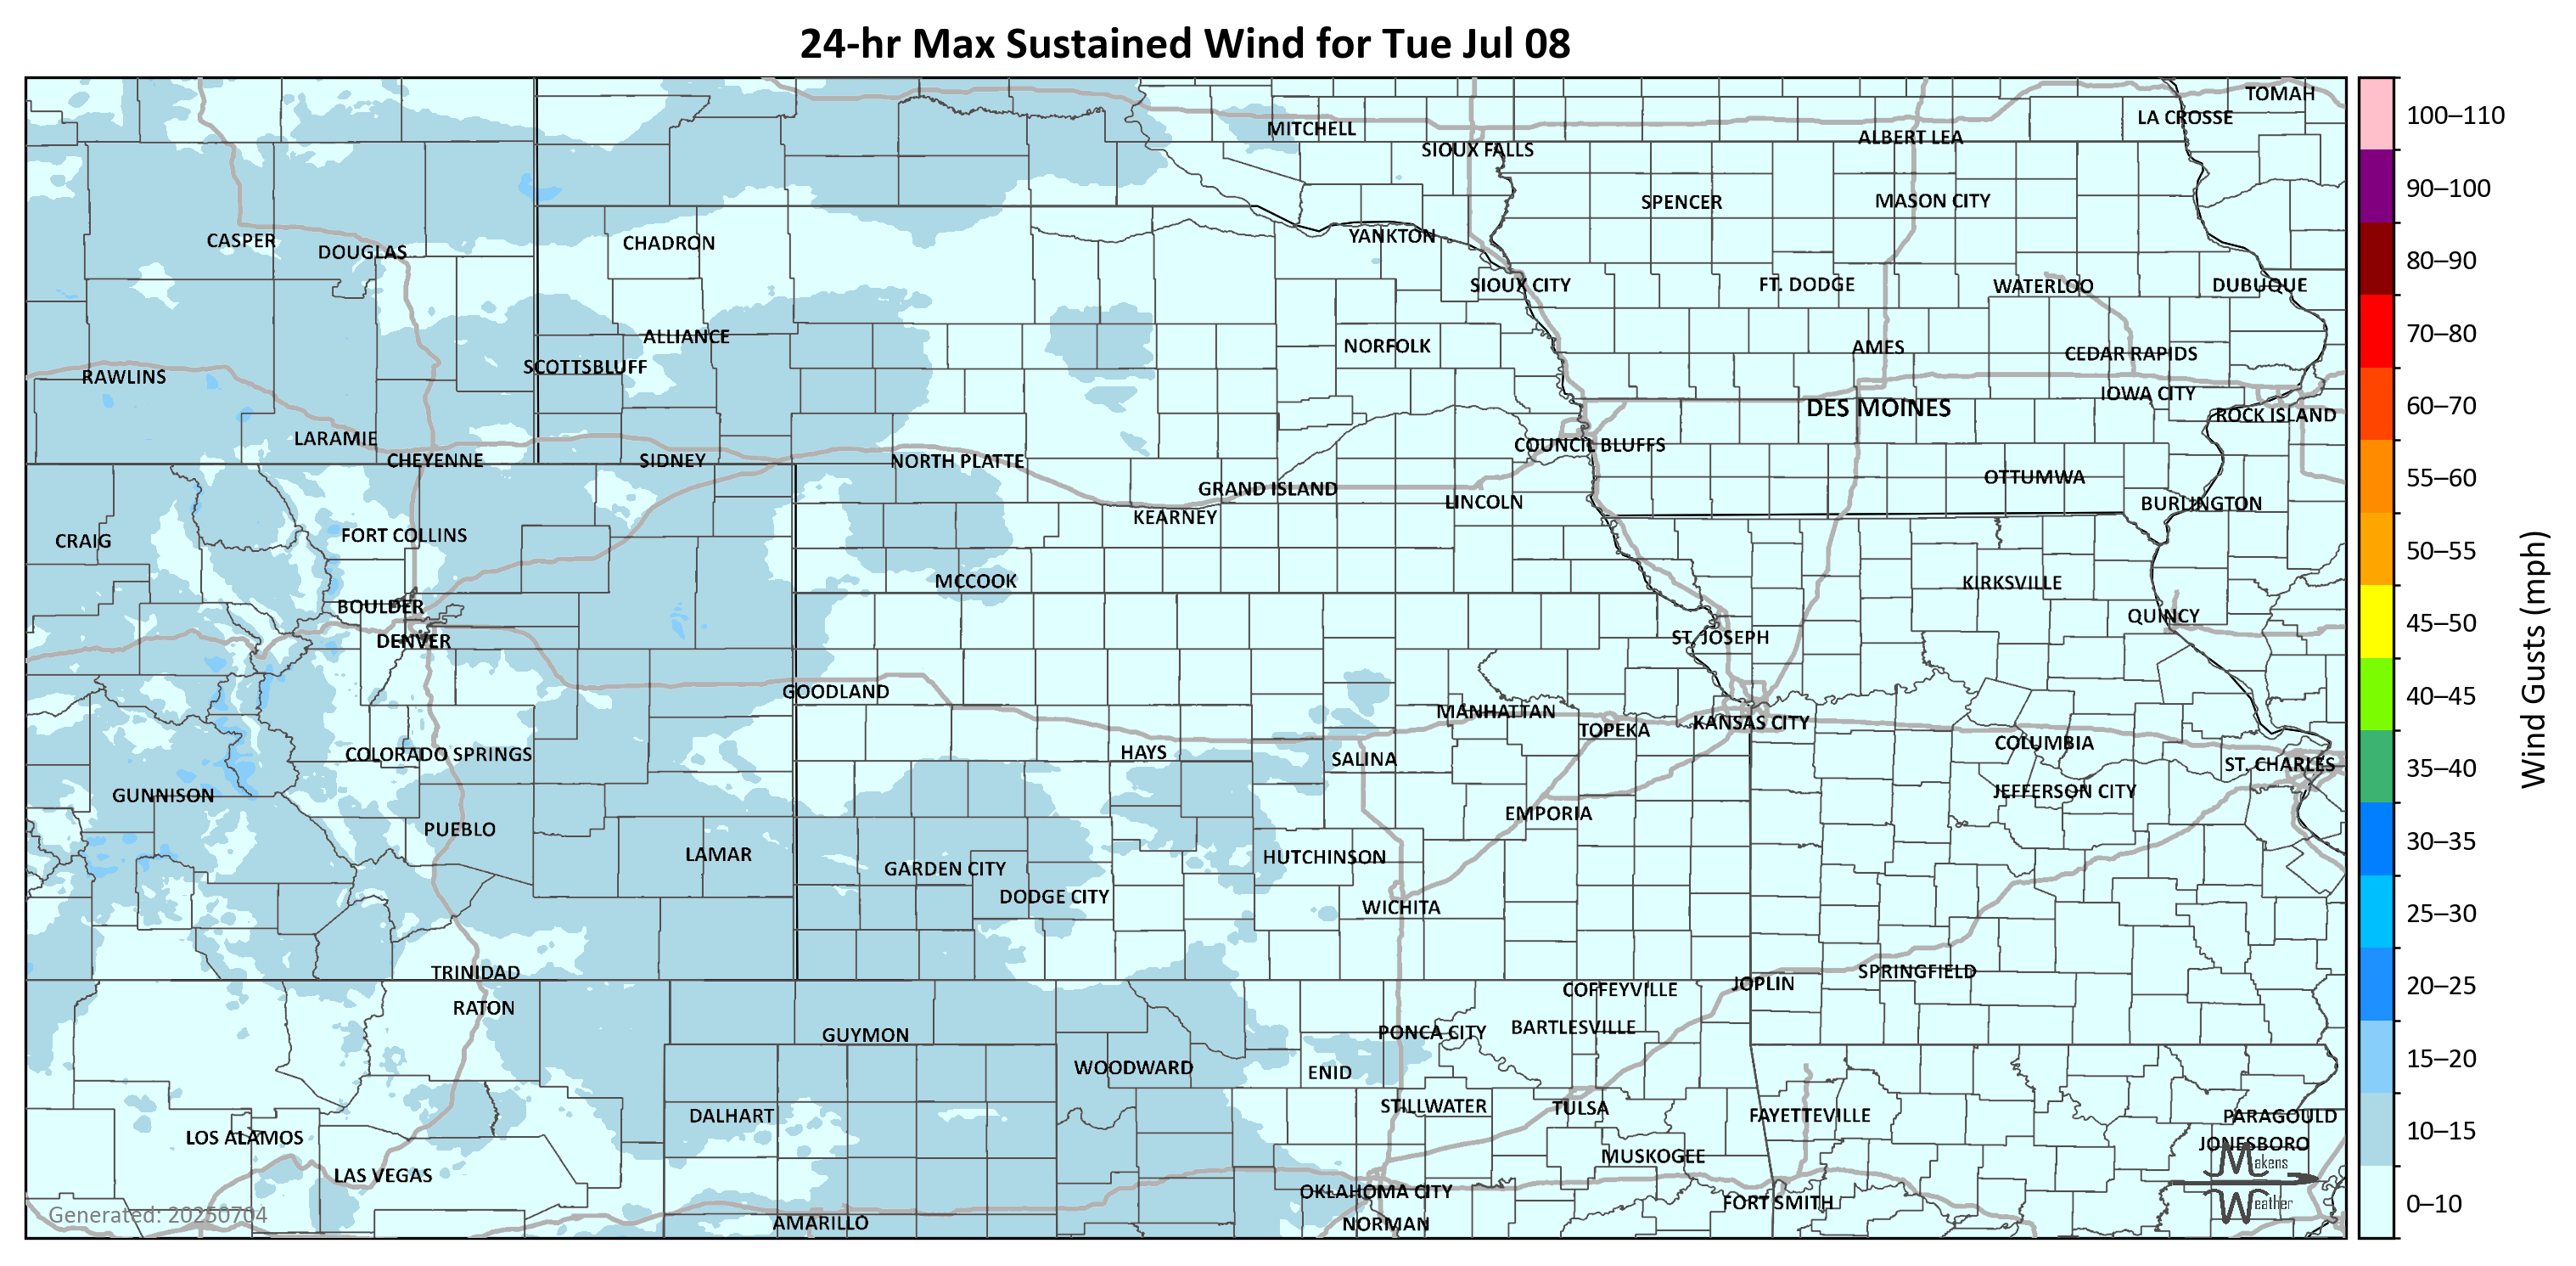 24-hr Max Sustained Wind for Tue Jul 08
TOMAH
LA CROSSE
MITCHELL
ALBERT LEA
SIOUX FALLS
SPENCER
MASON CITY
CASPER
DOUGLAS
CHADRON
YANKTON
SIOUX CITY
FT. DODGE
WATERLOO
DUBUQUE
ALLIANCE
NORFOLK
AMES
CEDAR RAPIDS
SCOTTSBLUFF
RAWLINS
IOWA CITY
DES MOINES
ROCK ISLAND
LARAMIE
COUNCIL BLUFFS
CHEYENNE
SIDNEY
NORTH PLATTE
OTTUMWA
GRAND ISLAND
LINCOLN
BURLINGTON
KEARNEY
CRAIG
FORT COLLINS
MCCOOK
KIRKSVILLE
BOULDER
QUINCY
DENVER
ST. JOSEPH
GOODLAND
MANHATTAN
TOPEKA
KANSAS CITY
COLUMBIA
COLORADO SPRINGS
HAYS
SALINA
ST. CHARLES
GUNNISON
JEFFERSON CITY
EMPORIA
PUEBLO
LAMAR
HUTCHINSON
GARDEN CITY
DODGE CITY
WICHITA
TRINIDAD
SPRINGFIELD
JOPLIN
COFFEYVILLE
RATON
GUYMON
PONCA CITY
BARTLESVILLE
WOODWARD
ENID
DALHART
STILLWATER
TULSA
FAYETTEVILLE
PARAGOULD
LOS ALAMOS
JONESBORO
MUSKOGEE
LAS VEGAS
OKLAHOMA CITY
FORT SMITH
AMARILLO
NORMAN
Makens
Weather
Generated: 20250704
100–110
90–100
80–90
70–80
60–70
55–60
50–55
45–50
40–45
35–40
30–35
25–30
20–25
15–20
10–15
0–10
Wind Gusts (mph)